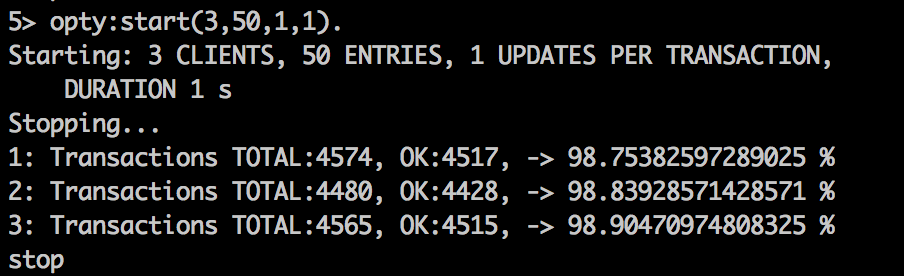 5> opty:start(3,50,1,1).
Starting: 3 CLIENTS, 50 ENTRIES, 1 UPDATES PER TRANSACTION,
DURATION 1 s
Stopping...
1: Transactions TOTAL:4574, OK:4517, -> 98.75382597289025 %
2: Transactions TOTAL:4480, OK:4428, -> 98.83928571428571 %
3: Transactions TOTAL:4565, OK:4515, -> 98.90470974808325 %
stop